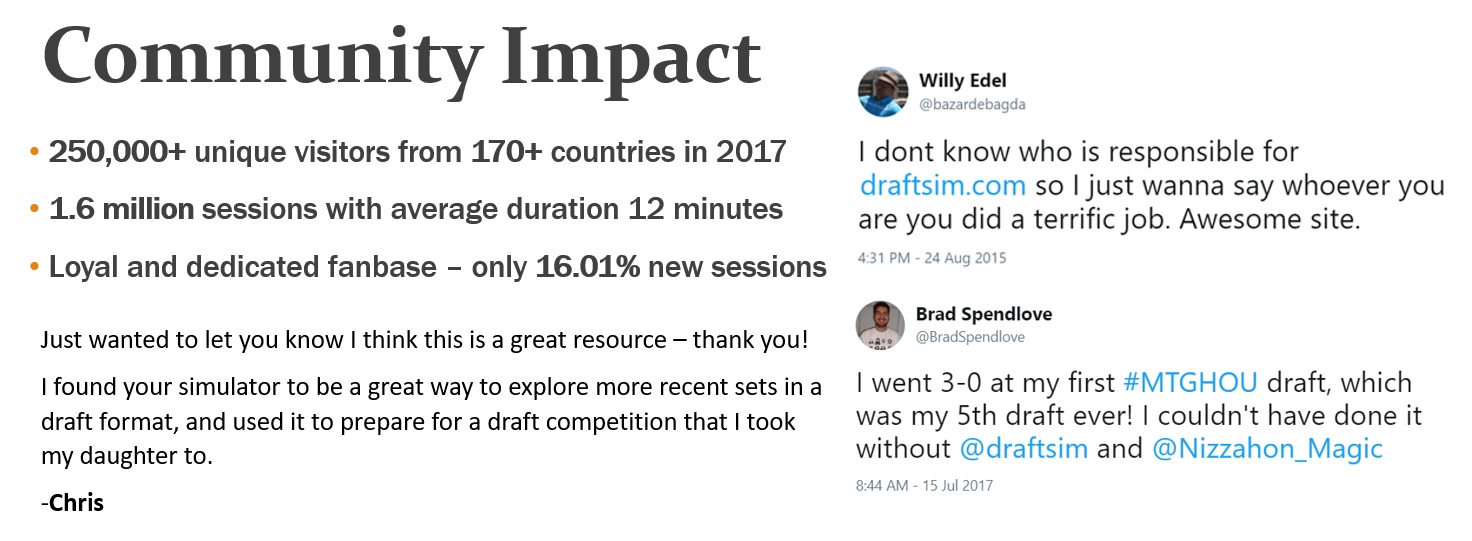 Community Impact
• 250,000+ unique visitors from 170+ countries in 2017
• 1.6 million sessions with average duration 12 minutes
• Loyal and dedicated fanbase – only 16.01% new sessions
Just wanted to let you know I think this is a great resource – thank you!
I found your simulator to be a great way to explore more recent sets in a
draft format, and used it to prepare for a draft competition that I took
my daughter to.
-Chris
Willy Edel
@bazardebagda
I dont know who is responsible for
draftsim.com so I just wanna say whoever you
are you did a terrific job. Awesome site.
4:31 PM - 24 Aug 2015
Brad Spendlove
@BradSpendlove
I went 3-0 at my first #MTGHOU draft, which
was my 5th draft ever! I couldn't have done it
without @draftsim and @Nizzahon_Magic
8:44 AM - 15 Jul 2017